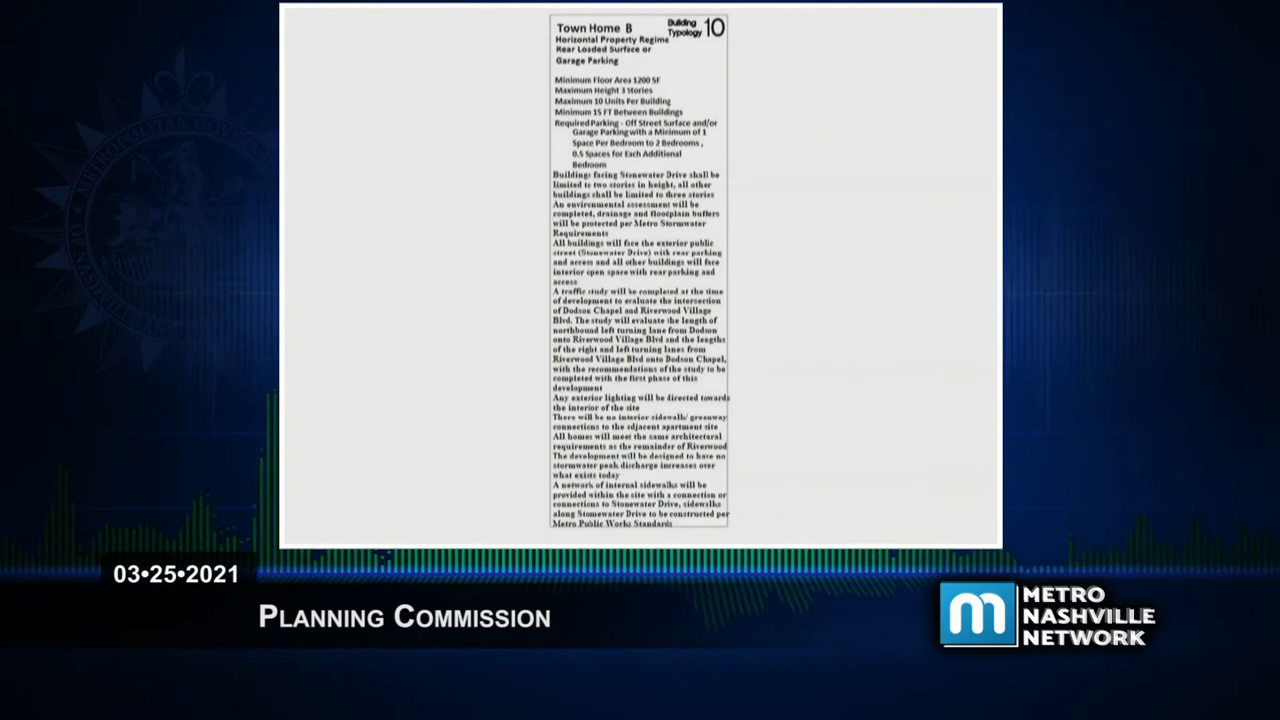 Town Home B
Building
Typology 10
Horizontal Property Regime
Rear Loaded Surface or
Garage Parking
Minimum Floor Area 1200 SF
Maximum Height 3 Stories
Maximum 10 Units Per Building
Minimum 15 FT Between Buildings
Required Parking - Off Street Surface and/or
Garage Parking with a Minimum of 1
Space Per Bedroom to 2 Bedrooms,
0.5 Spaces for Each Additional
Bedroom
Buildings facing Stonewater Drive shall be
limited to two stories in height, all other
buildings shall be limited to three stories
An environmental assessment will be
completed, drainage and floodplain buffers
will be protected per Metro Stormwater
Requirements
All buildings will face the exterior public
street (Stonewater Drive) with rear parking
and access and all other buildings will face
interior open space with rear parking and
access
A traffic study will be completed at the time
of development to evaluate the intersection
of Dodson Chapel and Riverwood Village
Blvd. The study will evaluate the length of
northbound left turning lane from Dodson
onto Riverwood Village Blvd and the lengths
of the right and left turning lanes from
Riverwood Village Blvd onto Dodson Chapel,
with the recommendations of the study to be
completed with the first phase of this
development
Any exterior lighting will be directed towards
the interior of the site
There will be no interior sidewalk/ greenway
connections to the adjacent apartment site
All homes will meet the same architectural
requirements as the remainder of Riverwood
The development will be designed to have no
stormwater peak discharge increases over
what exists today
A network of internal sidewalks will be
provided within the site with a connection or
connections to Stonewater Drive, sidewalks
along Stonewater Drive to be constructed per
Metro Public Works Standards
03•25•2021
PLANNING COMMISSION
m METRO
NASHVILLE
NETWORK